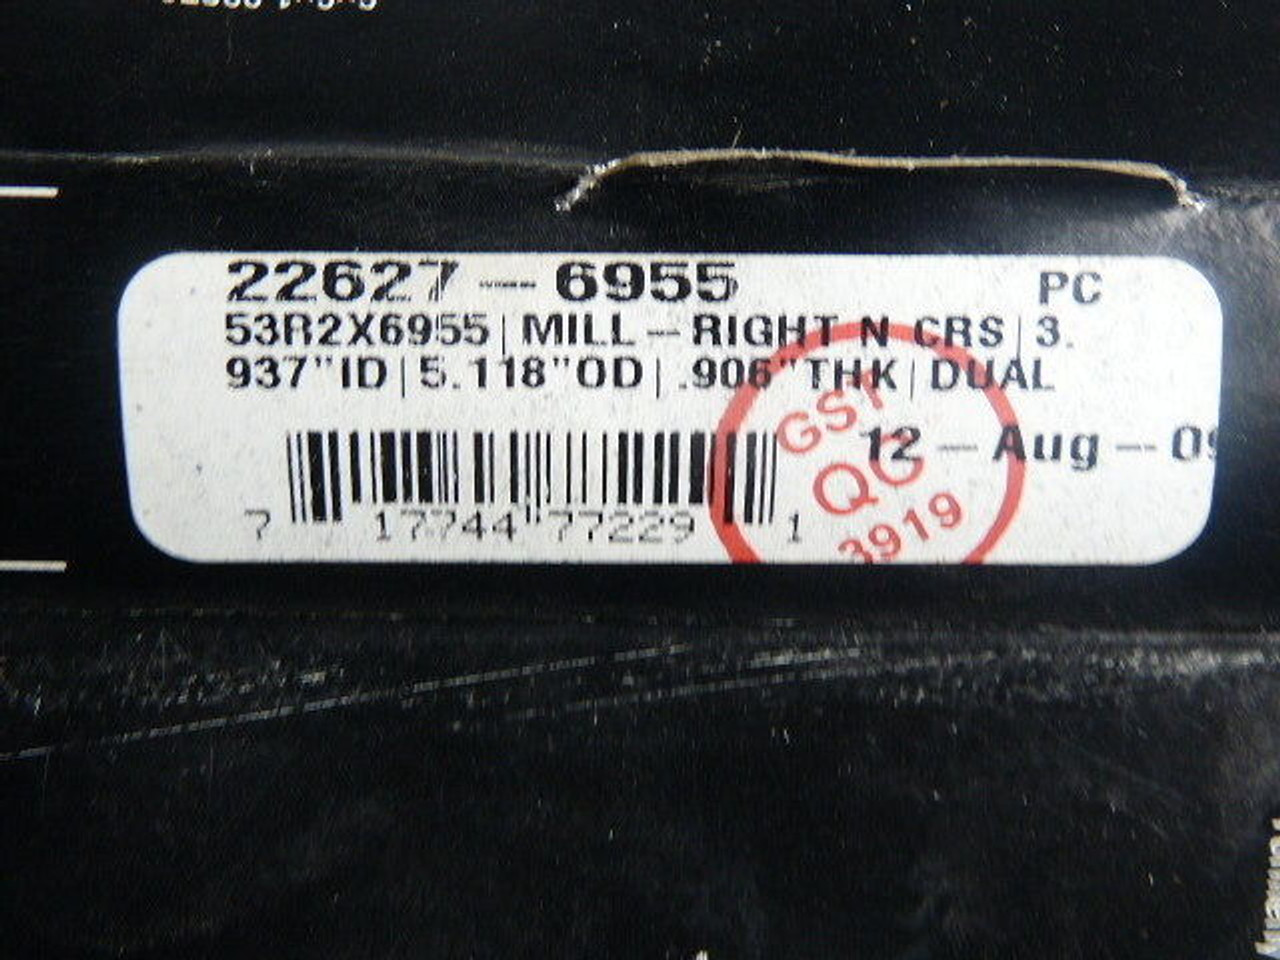 22627-6955 PC
53R2X6955|MILL-RIGHT N CRS|3.
937"ID|5.118"OD|.906"THK|DUAL
12-Aug-09
GST
QC
3919
7 17744 77229 1